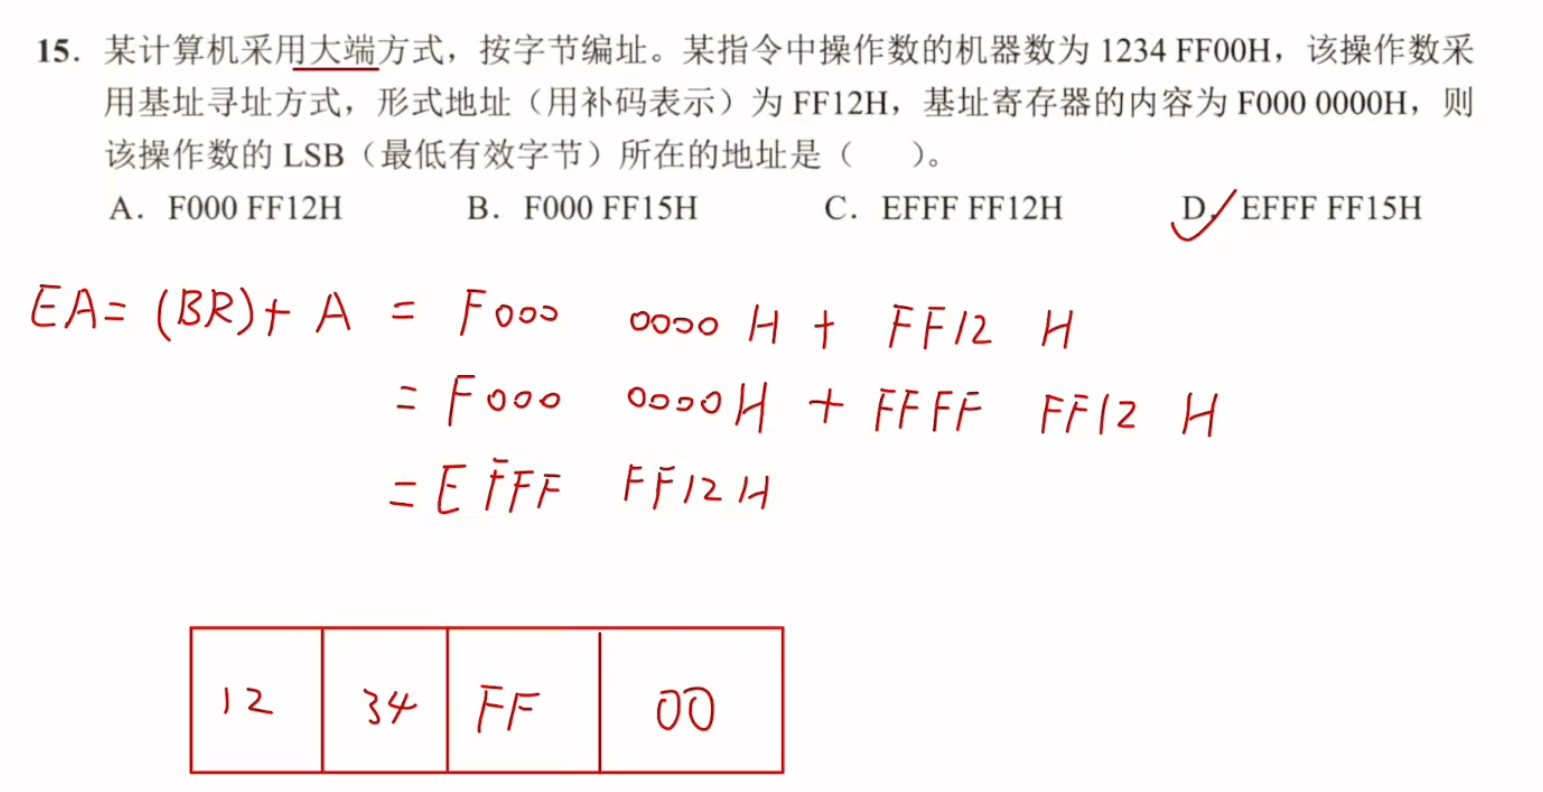 15. 某计算机采用大端方式，按字节编址。某指令中操作数的机器数为 1234 FF00H，该操作数采
用基址寻址方式，形式地址（用补码表示）为 FF12H，基址寄存器的内容为 F000 0000H，则
该操作数的 LSB（最低有效字节）所在的地址是（　　）。
A. F000 FF12H B. F000 FF15H C. EFFF FF12H D. EFFF FF15H
EA = (BR) + A = F000 0000 H + FF12 H
= F000 0000 H + FFFF FF12 H
= EFFF FF12 H
12 34 FF 00